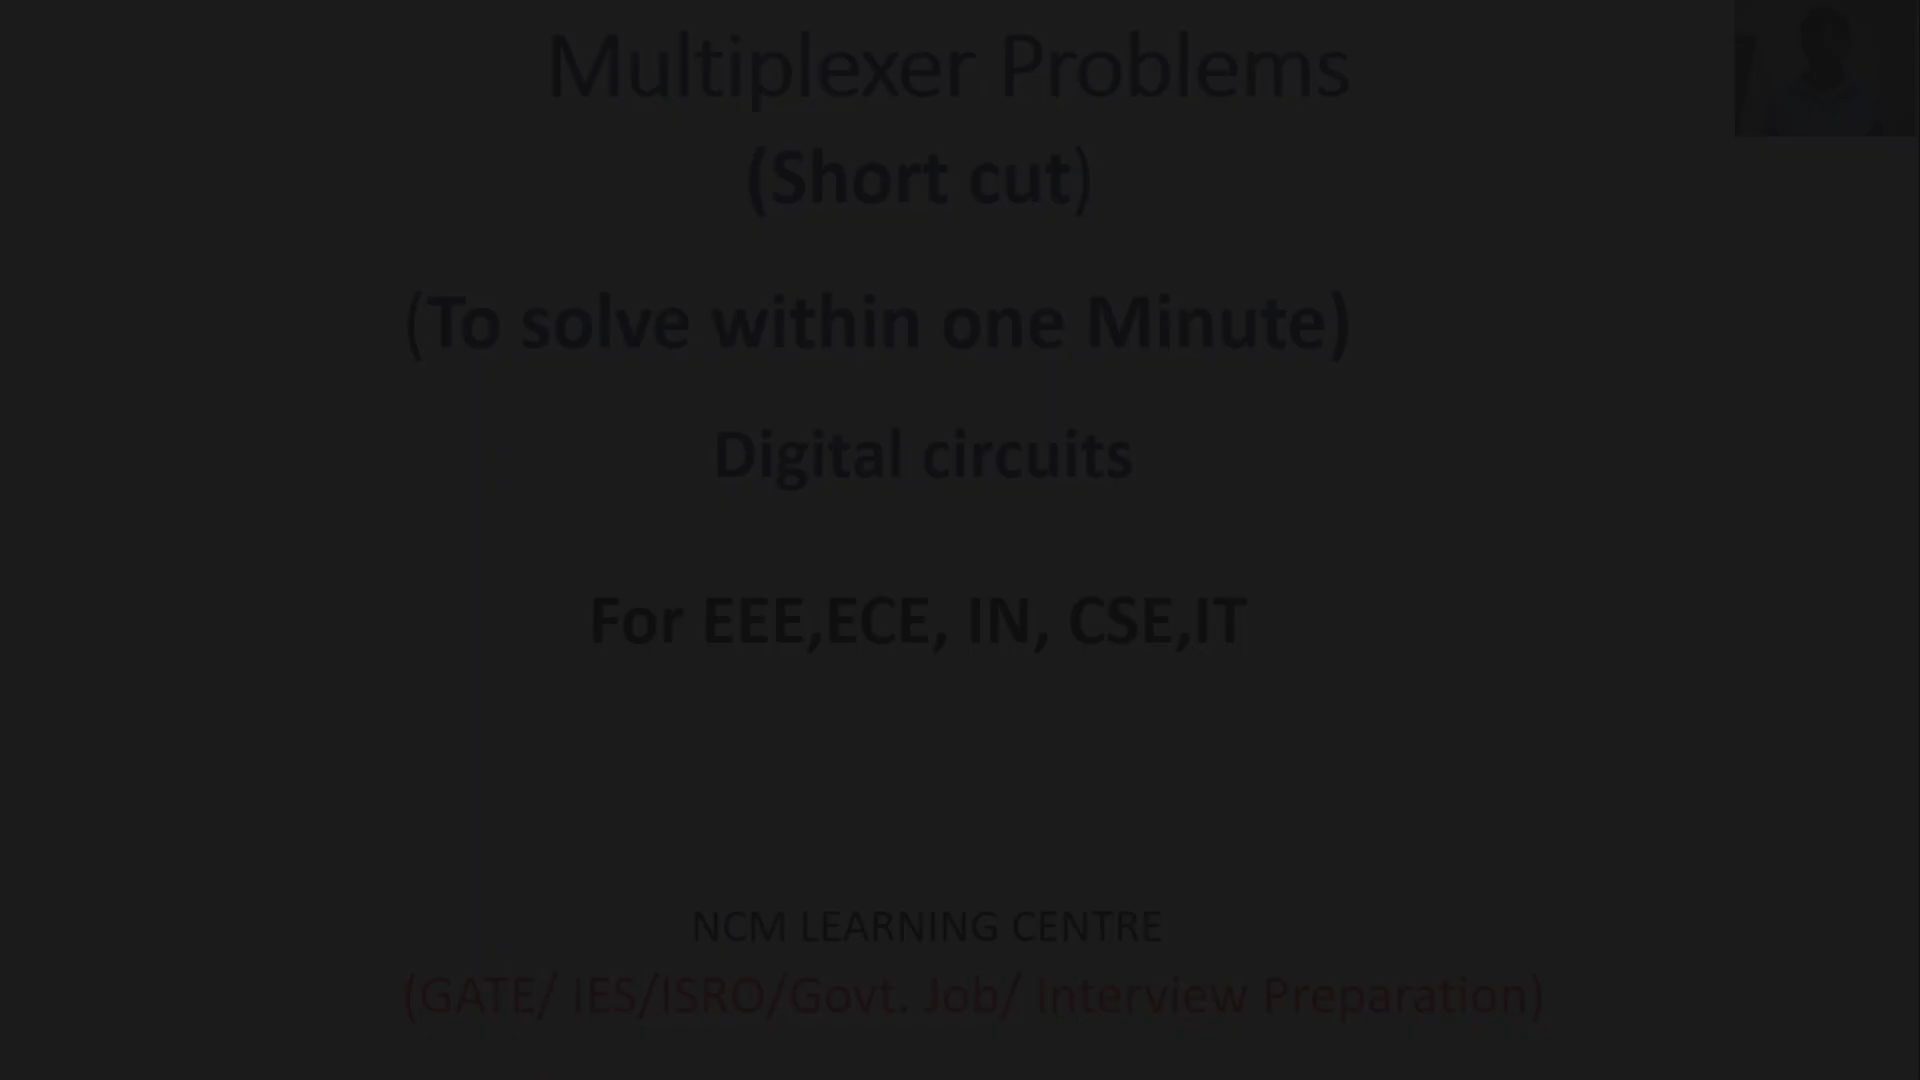 Multiplexer Problems
(Short cut)
(To solve within one Minute)
Digital circuits
For EEE,ECE, IN, CSE,IT
NCM LEARNING CENTRE
(GATE/ IES/ISRO/Govt. Job/ Interview Preparation)